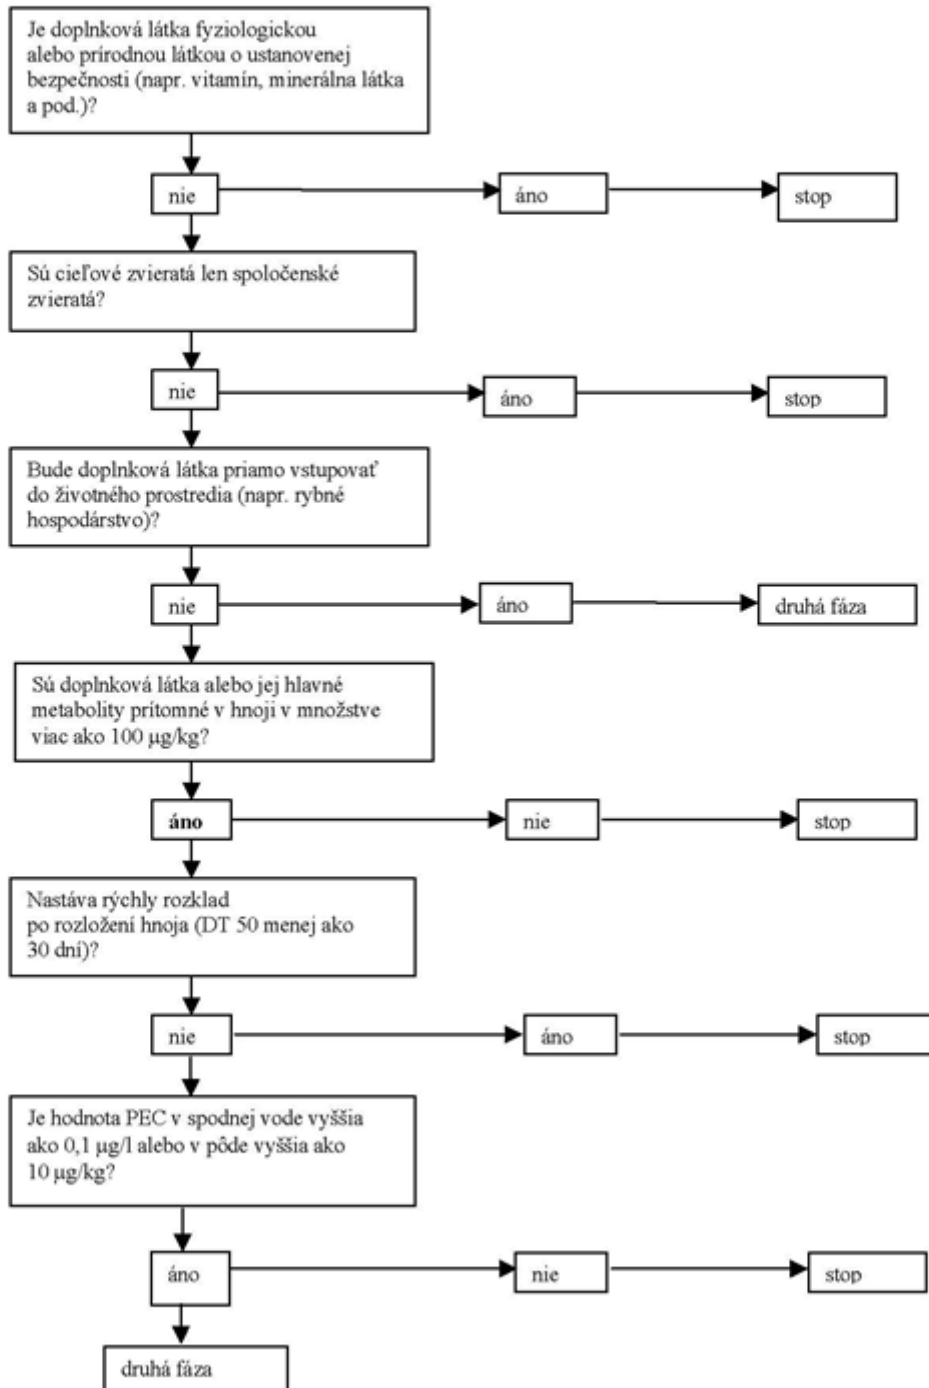 Je doplnková látka fyziologickou
alebo prírodnou látkou o ustanovenej
bezpečnosti (napr. vitamín, minerálna látka
a pod.)?
nie
áno
stop
Sú cieľové zvieratá len spoločenské
zvieratá?
nie
áno
stop
Bude doplnková látka priamo vstupovať
do životného prostredia (napr. rybné
hospodárstvo)?
nie
áno
druhá fáza
Sú doplnková látka alebo jej hlavné
metabolity prítomné v hnoji v množstve
viac ako 100 µg/kg?
áno
nie
stop
Nastáva rýchly rozklad
po rozložení hnoja (DT 50 menej ako
30 dní)?
nie
áno
stop
Je hodnota PEC v spodnej vode vyššia
ako 0,1 µg/l alebo v pôde vyššia ako
10 µg/kg?
áno
nie
stop
druhá fáza